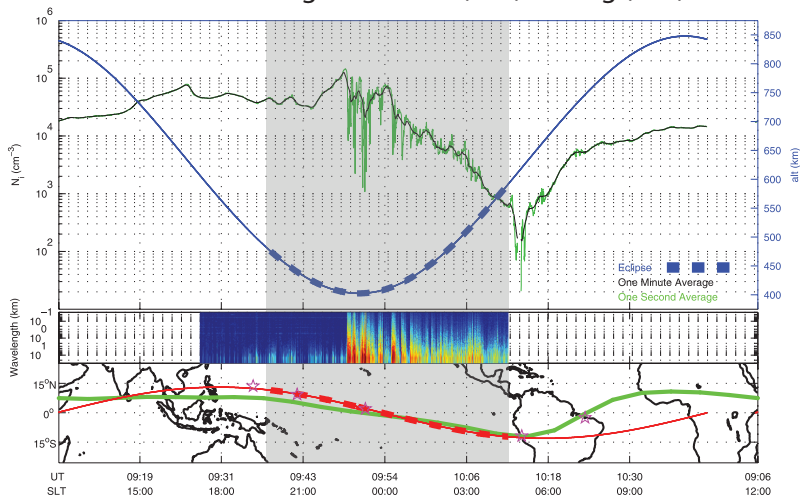 10^6
10^5
10^4
10^3
10^2
N_i (cm^-3)
850
800
750
700
650
600
550
500
450
400
alt (km)
Eclipse
One Minute Average
One Second Average
Wavelength (km)
10^-1
10^0
10^1
15°N
0°
15°S
UT 09:19 09:31 09:43 09:54 10:06 10:18 10:30 09:06
SLT 15:00 18:00 21:00 00:00 03:00 06:00 09:00 12:00